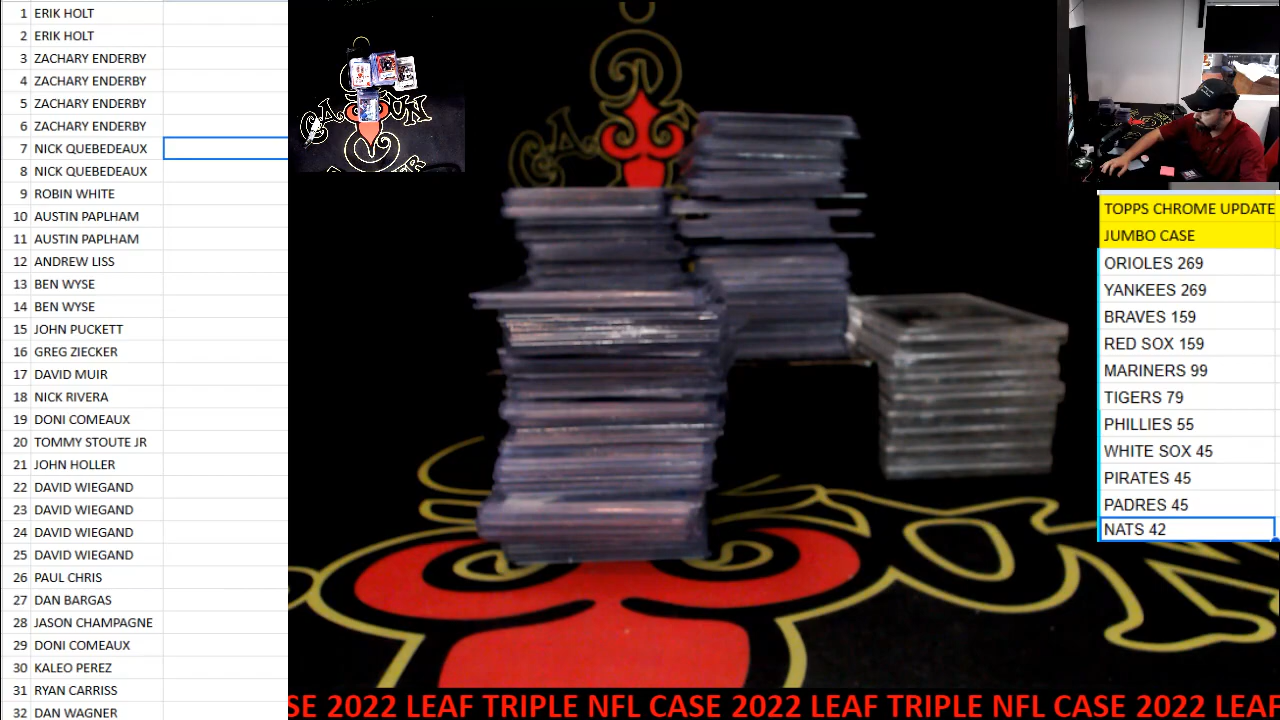 1 ERIK HOLT
2 ERIK HOLT
3 ZACHARY ENDERBY
4 ZACHARY ENDERBY
5 ZACHARY ENDERBY
6 ZACHARY ENDERBY
7 NICK QUEBEDEAUX
8 NICK QUEBEDEAUX
9 ROBIN WHITE
10 AUSTIN PAPLHAM
11 AUSTIN PAPLHAM
12 ANDREW LISS
13 BEN WYSE
14 BEN WYSE
15 JOHN PUCKETT
16 GREG ZIECKER
17 DAVID MUIR
18 NICK RIVERA
19 DONI COMEAUX
20 TOMMY STOUTE JR
21 JOHN HOLLER
22 DAVID WIEGAND
23 DAVID WIEGAND
24 DAVID WIEGAND
25 DAVID WIEGAND
26 PAUL CHRIS
27 DAN BARGAS
28 JASON CHAMPAGNE
29 DONI COMEAUX
30 KALEO PEREZ
31 RYAN CARRISS
32 DAN WAGNER
TOPPS CHROME UPDATE
JUMBO CASE
ORIOLES 269
YANKEES 269
BRAVES 159
RED SOX 159
MARINERS 99
TIGERS 79
PHILLIES 55
WHITE SOX 45
PIRATES 45
PADRES 45
NATS 42
SE 2022 LEAF TRIPLE NFL CASE 2022 LEAF TRIPLE NFL CASE 2022 LEAF